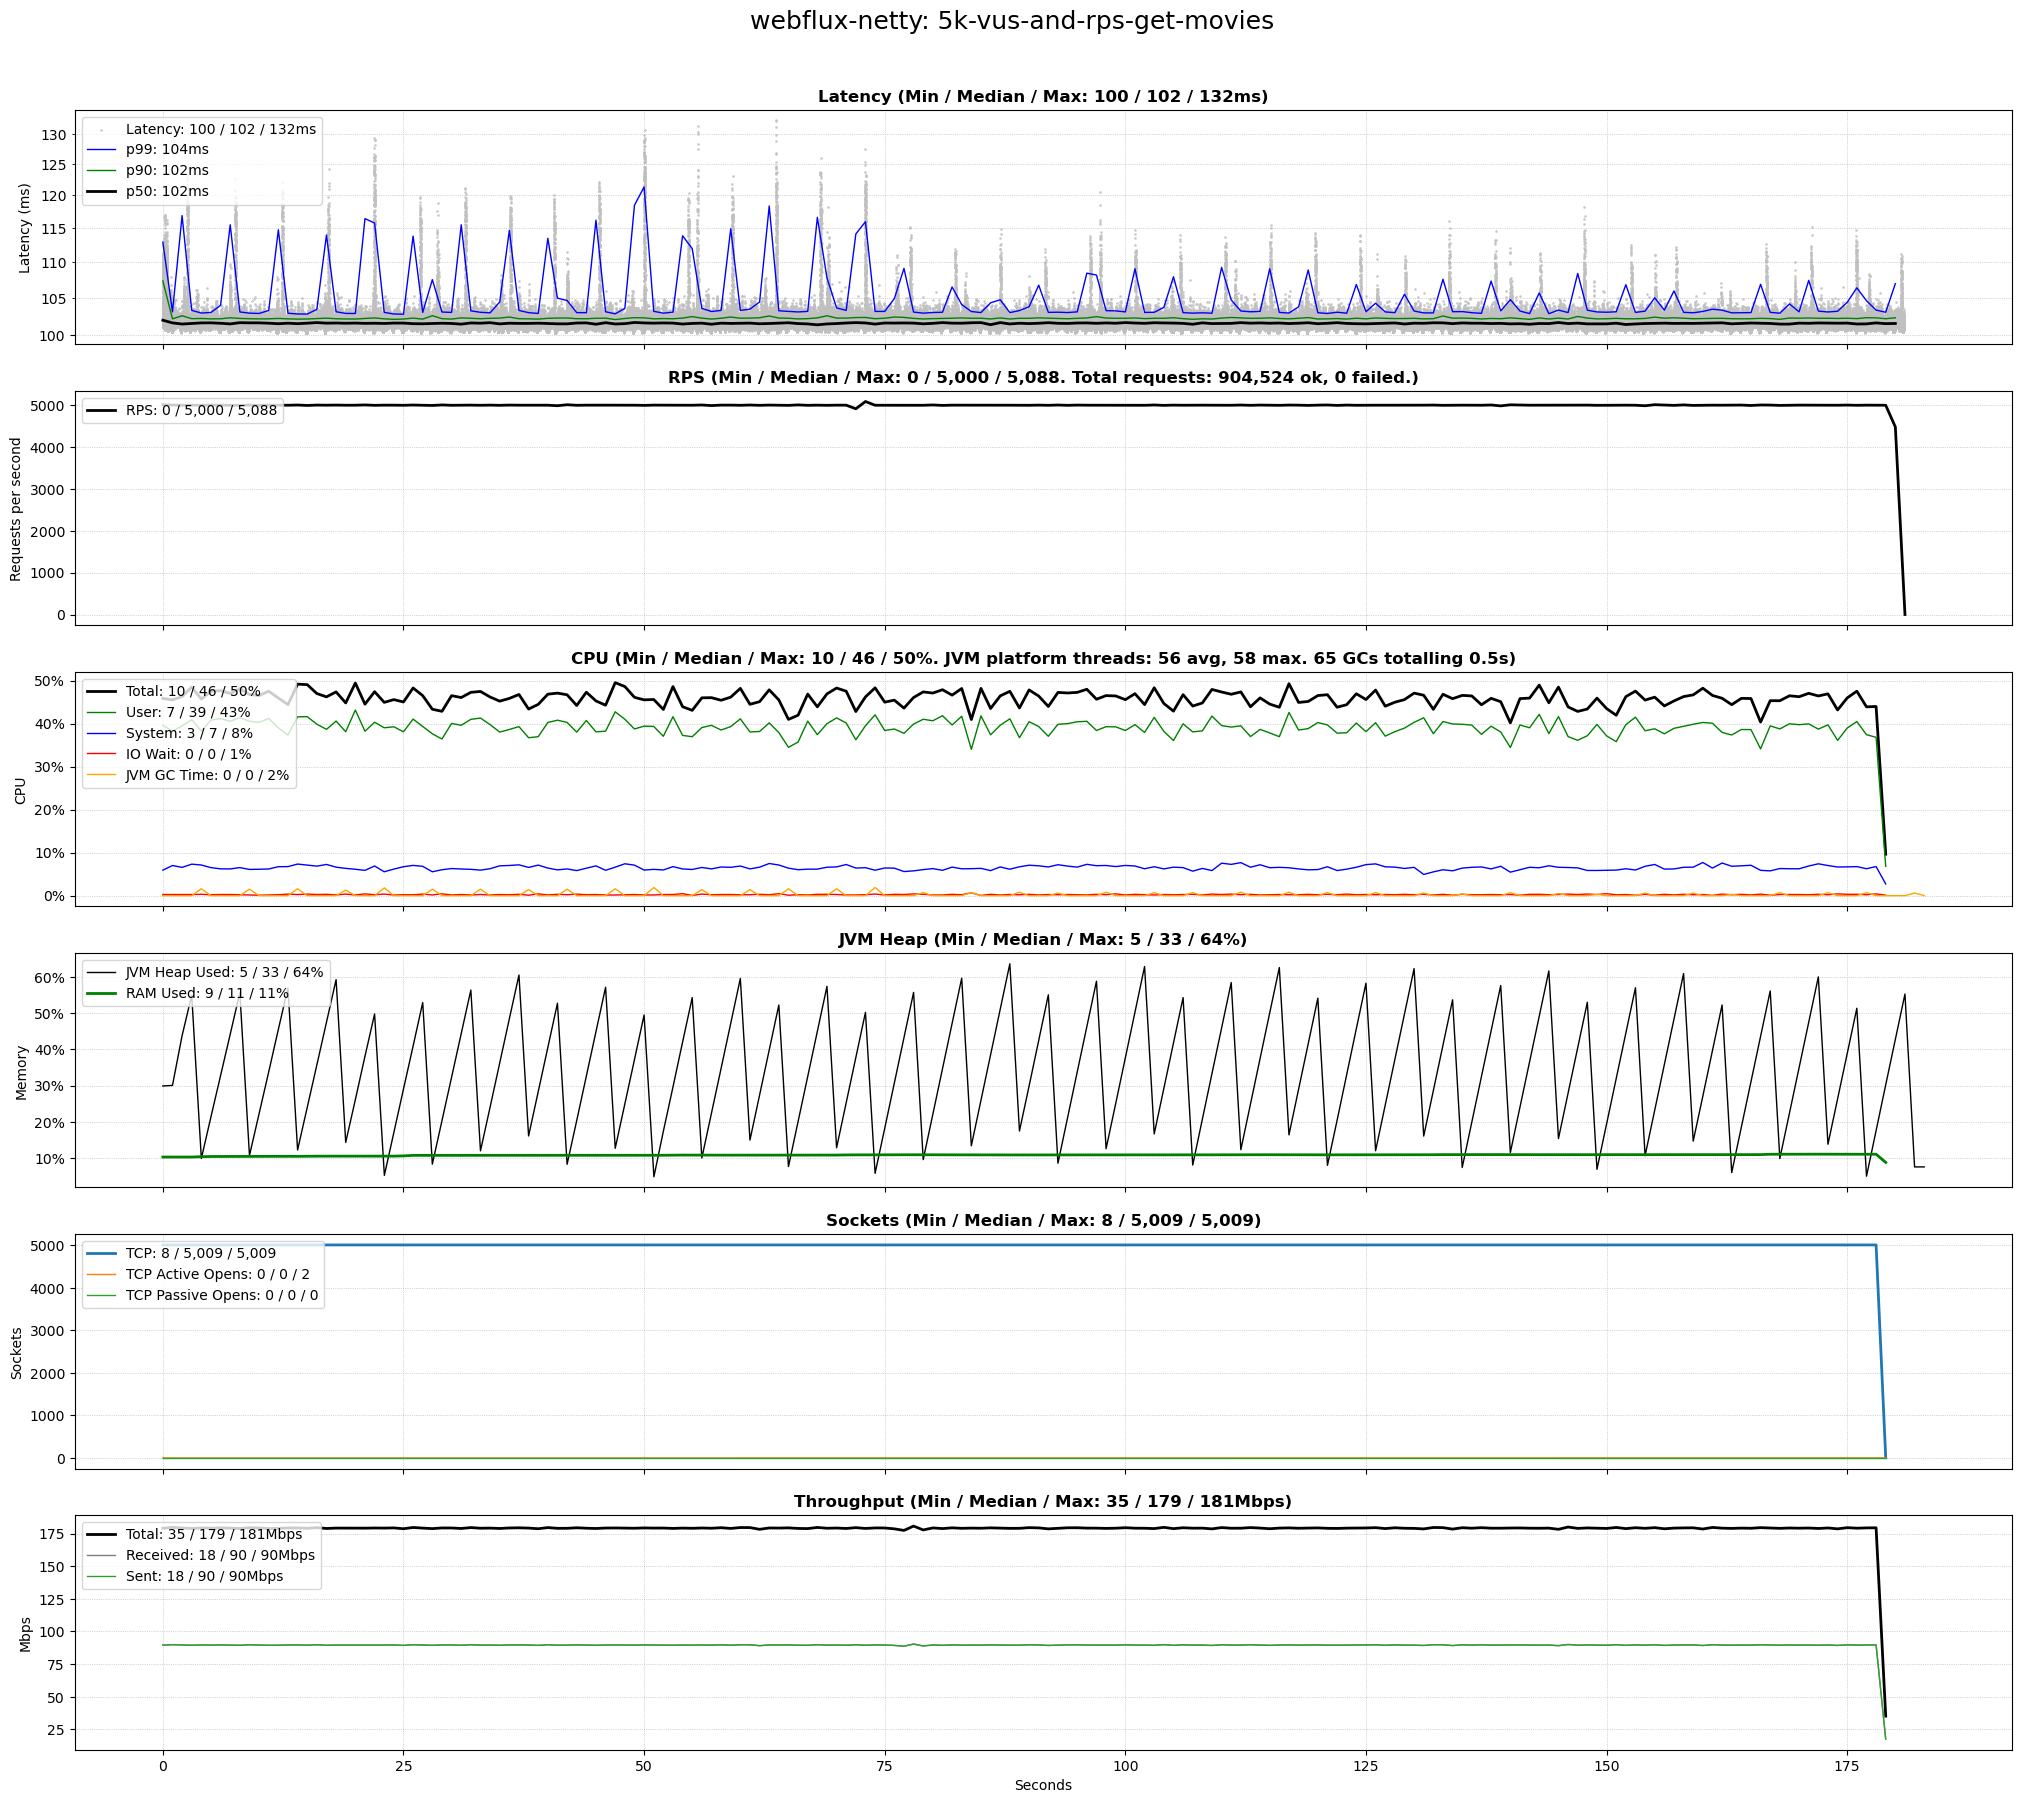 webflux-netty: 5k-vus-and-rps-get-movies
Latency (Min / Median / Max: 100 / 102 / 132ms)
Latency: 100 / 102 / 132ms
p99: 104ms
p90: 102ms
p50: 102ms
Latency (ms)
130
125
120
115
110
105
100
RPS (Min / Median / Max: 0 / 5,000 / 5,088. Total requests: 904,524 ok, 0 failed.)
RPS: 0 / 5,000 / 5,088
Requests per second
5000
4000
3000
2000
1000
0
CPU (Min / Median / Max: 10 / 46 / 50%. JVM platform threads: 56 avg, 58 max. 65 GCs totalling 0.5s)
Total: 10 / 46 / 50%
User: 7 / 39 / 43%
System: 3 / 7 / 8%
IO Wait: 0 / 0 / 1%
JVM GC Time: 0 / 0 / 2%
CPU
50%
40%
30%
20%
10%
0%
JVM Heap (Min / Median / Max: 5 / 33 / 64%)
JVM Heap Used: 5 / 33 / 64%
RAM Used: 9 / 11 / 11%
Memory
60%
50%
40%
30%
20%
10%
Sockets (Min / Median / Max: 8 / 5,009 / 5,009)
TCP: 8 / 5,009 / 5,009
TCP Active Opens: 0 / 0 / 2
TCP Passive Opens: 0 / 0 / 0
Sockets
5000
4000
3000
2000
1000
0
Throughput (Min / Median / Max: 35 / 179 / 181Mbps)
Total: 35 / 179 / 181Mbps
Received: 18 / 90 / 90Mbps
Sent: 18 / 90 / 90Mbps
Mbps
175
150
125
100
75
50
25
0 25 50 75 100 125 150 175
Seconds